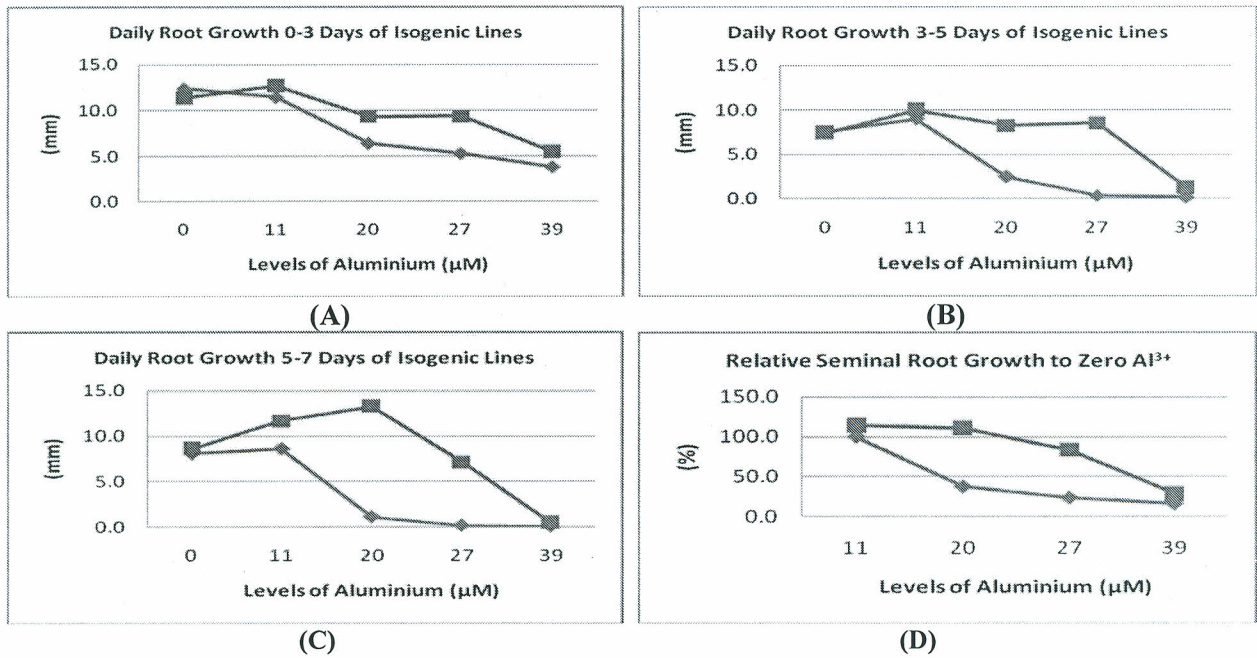 Daily Root Growth 0-3 Days of Isogenic Lines
15.0
10.0
5.0
0.0
(mm)
0 11 20 27 39
Levels of Aluminium (µM)
(A)
Daily Root Growth 3-5 Days of Isogenic Lines
15.0
10.0
5.0
0.0
(mm)
0 11 20 27 39
Levels of Aluminium (µM)
(B)
Daily Root Growth 5-7 Days of Isogenic Lines
15.0
10.0
5.0
0.0
(mm)
0 11 20 27 39
Levels of Aluminium (µM)
(C)
Relative Seminal Root Growth to Zero Al³⁺
150.0
100.0
50.0
0.0
(%)
11 20 27 39
Levels of Aluminium (µM)
(D)